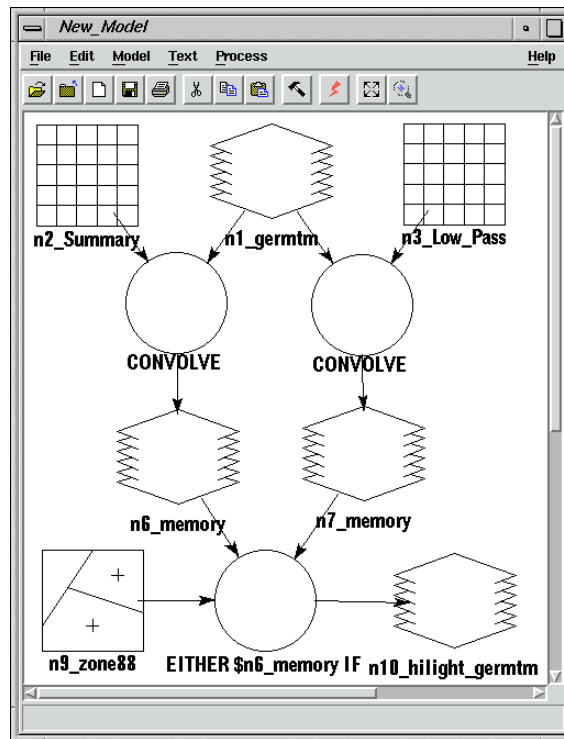 New_Model
File Edit Model Text Process Help
n2_Summary
n1_germtm
n3_Low_Pass
CONVOLVE
CONVOLVE
n6_memory
n7_memory
n9_zone88
EITHER $n6_memory IF
n10_hilight_germtm